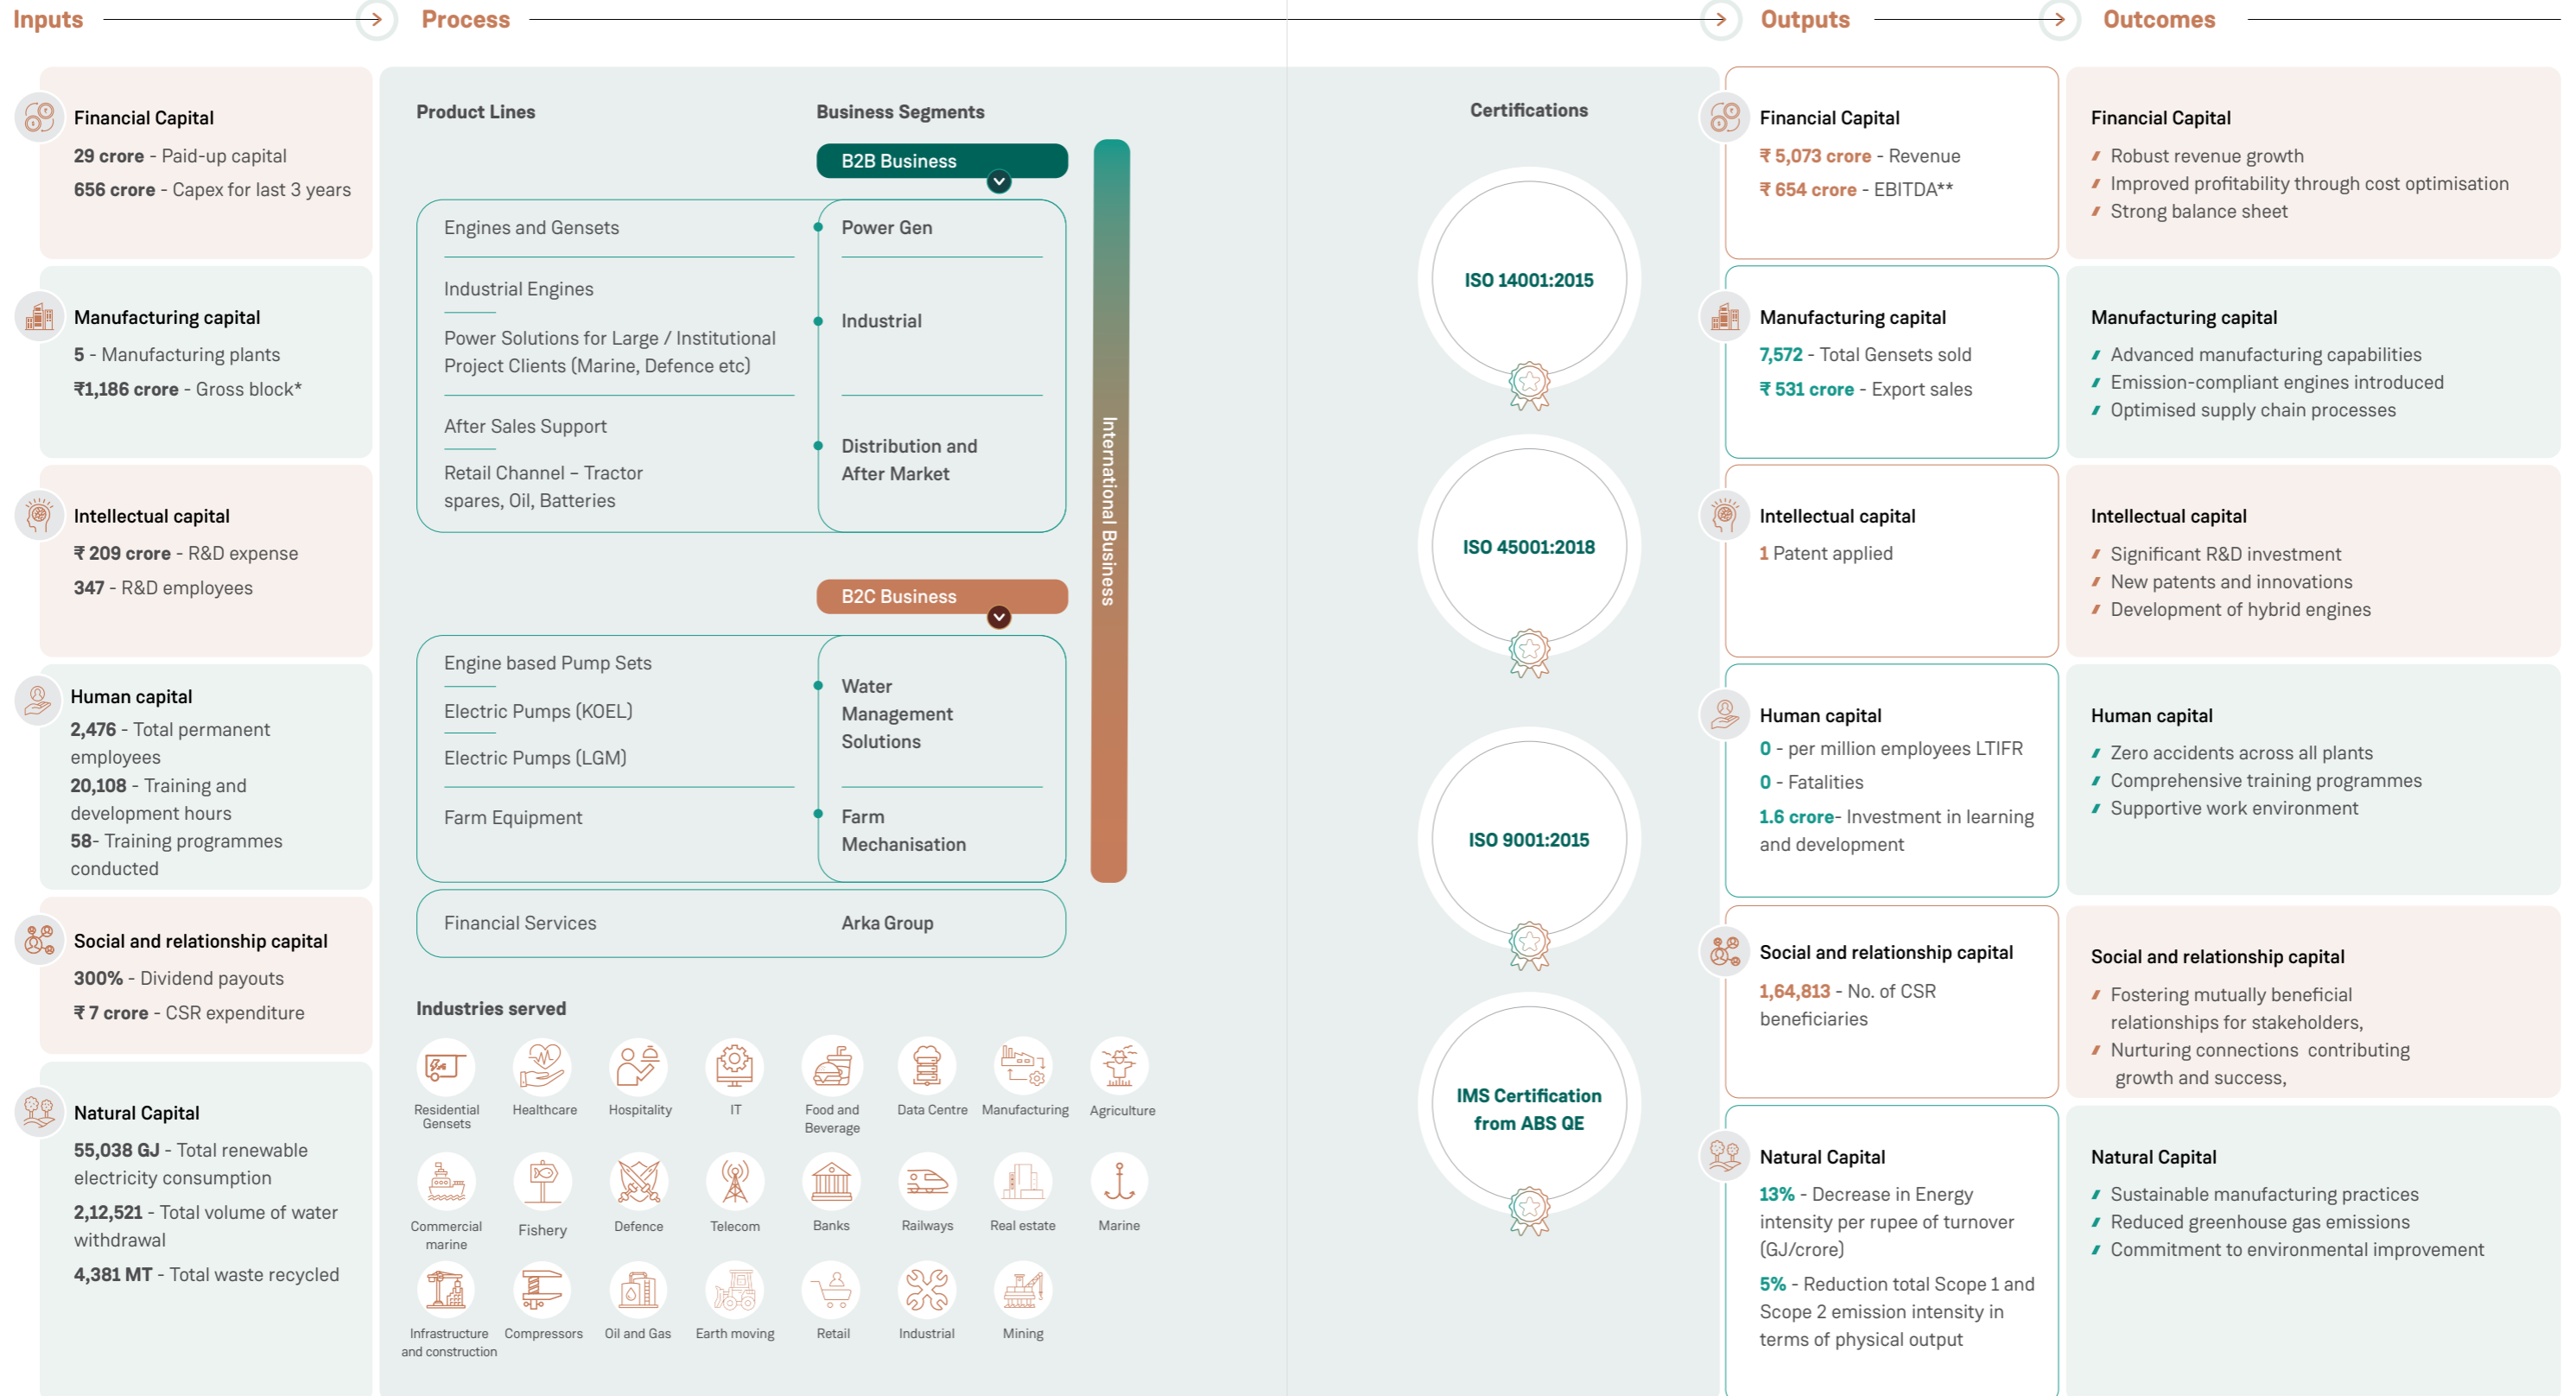 Inputs
Process
Outputs
Outcomes
Financial Capital
29 crore - Paid-up capital
656 crore - Capex for last 3 years
Manufacturing capital
5 - Manufacturing plants
₹1,186 crore - Gross block*
Intellectual capital
₹ 209 crore - R&D expense
347 - R&D employees
Human capital
2,476 - Total permanent
employees
20,108 - Training and
development hours
58- Training programmes
conducted
Social and relationship capital
300% - Dividend payouts
₹ 7 crore - CSR expenditure
Natural Capital
55,038 GJ - Total renewable
electricity consumption
2,12,521 - Total volume of water
withdrawal
4,381 MT - Total waste recycled
Product Lines
Business Segments
B2B Business
Engines and Gensets
Power Gen
Industrial Engines
Power Solutions for Large / Institutional
Project Clients (Marine, Defence etc)
Industrial
After Sales Support
Retail Channel – Tractor
spares, Oil, Batteries
Distribution and
After Market
B2C Business
Engine based Pump Sets
Electric Pumps (KOEL)
Electric Pumps (LGM)
Water
Management
Solutions
Farm Equipment
Farm
Mechanisation
Financial Services
Arka Group
International Business
Industries served
Residential
Gensets
Healthcare
Hospitality
IT
Food and
Beverage
Data Centre
Manufacturing
Agriculture
Commercial
marine
Fishery
Defence
Telecom
Banks
Railways
Real estate
Marine
Infrastructure
and construction
Compressors
Oil and Gas
Earth moving
Retail
Industrial
Mining
Certifications
ISO 14001:2015
ISO 45001:2018
ISO 9001:2015
IMS Certification
from ABS QE
Financial Capital
₹ 5,073 crore - Revenue
₹ 654 crore - EBITDA**
Manufacturing capital
7,572 - Total Gensets sold
₹ 531 crore - Export sales
Intellectual capital
1 Patent applied
Human capital
0 - per million employees LTIFR
0 - Fatalities
1.6 crore- Investment in learning
and development
Social and relationship capital
1,64,813 - No. of CSR
beneficiaries
Natural Capital
13% - Decrease in Energy
intensity per rupee of turnover
(GJ/crore)
5% - Reduction total Scope 1 and
Scope 2 emission intensity in
terms of physical output
Financial Capital
Robust revenue growth
Improved profitability through cost optimisation
Strong balance sheet
Manufacturing capital
Advanced manufacturing capabilities
Emission-compliant engines introduced
Optimised supply chain processes
Intellectual capital
Significant R&D investment
New patents and innovations
Development of hybrid engines
Human capital
Zero accidents across all plants
Comprehensive training programmes
Supportive work environment
Social and relationship capital
Fostering mutually beneficial
relationships for stakeholders,
Nurturing connections contributing
growth and success,
Natural Capital
Sustainable manufacturing practices
Reduced greenhouse gas emissions
Commitment to environmental improvement